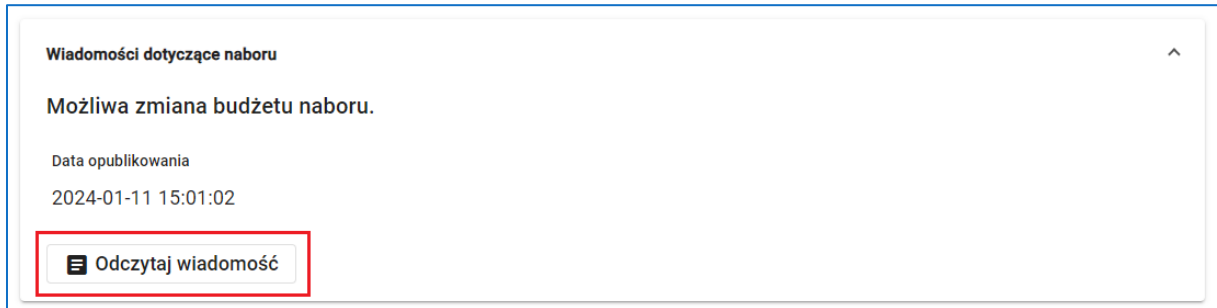 Wiadomości dotyczące naboru
Możliwa zmiana budżetu naboru.
Data opublikowania
2024-01-11 15:01:02
Odczytaj wiadomość